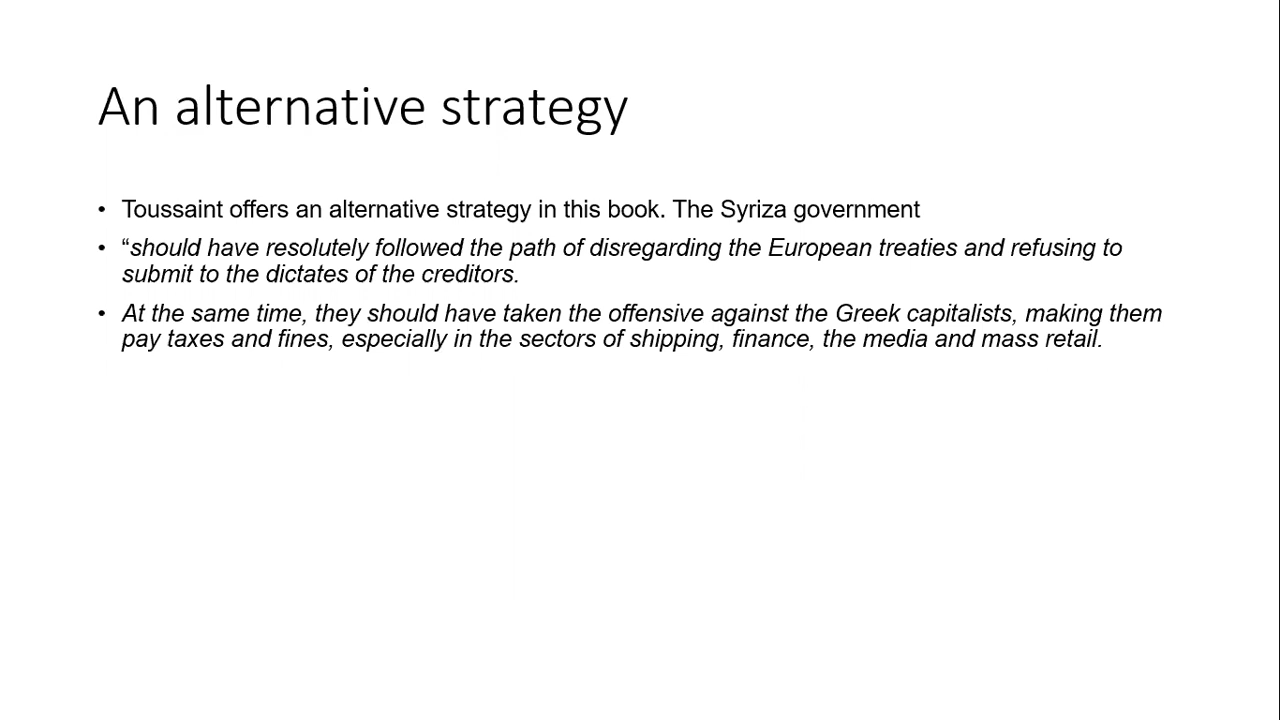 An alternative strategy
• Toussaint offers an alternative strategy in this book. The Syriza government
• “should have resolutely followed the path of disregarding the European treaties and refusing to
submit to the dictates of the creditors.
• At the same time, they should have taken the offensive against the Greek capitalists, making them
pay taxes and fines, especially in the sectors of shipping, finance, the media and mass retail.